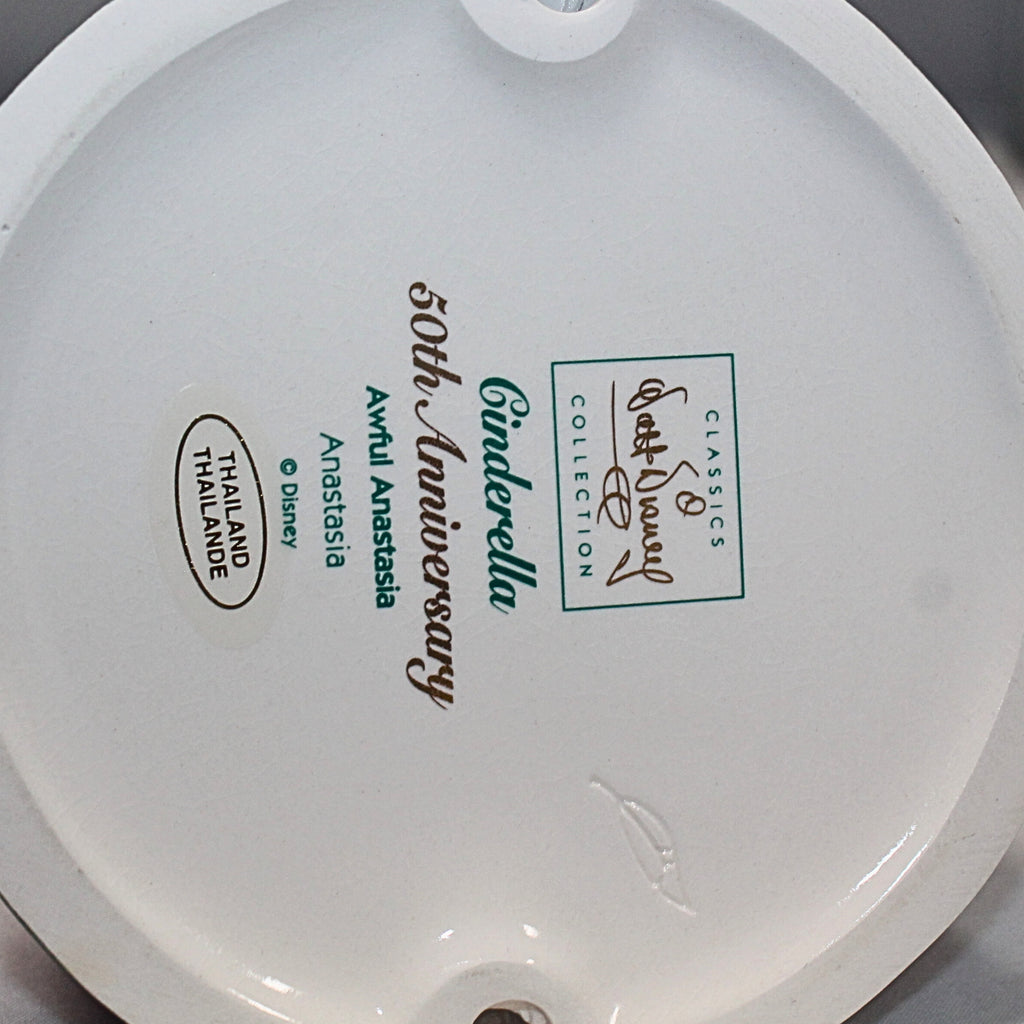 CLASSICS
Walt Disney
COLLECTION
Cinderella
50th Anniversary
Awful Anastasia
Anastasia
© Disney
THAILAND
THAILANDE